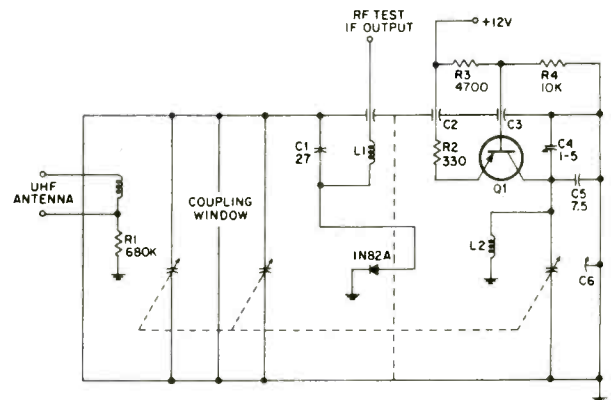 RF TEST
IF OUTPUT
+12V
R3
4700
R4
10K
C1
27
L1
C2
C3
R2
330
Q1
C4
1-5
C5
7.5
UHF
ANTENNA
COUPLING
WINDOW
R1
680K
1N82A
L2
C6